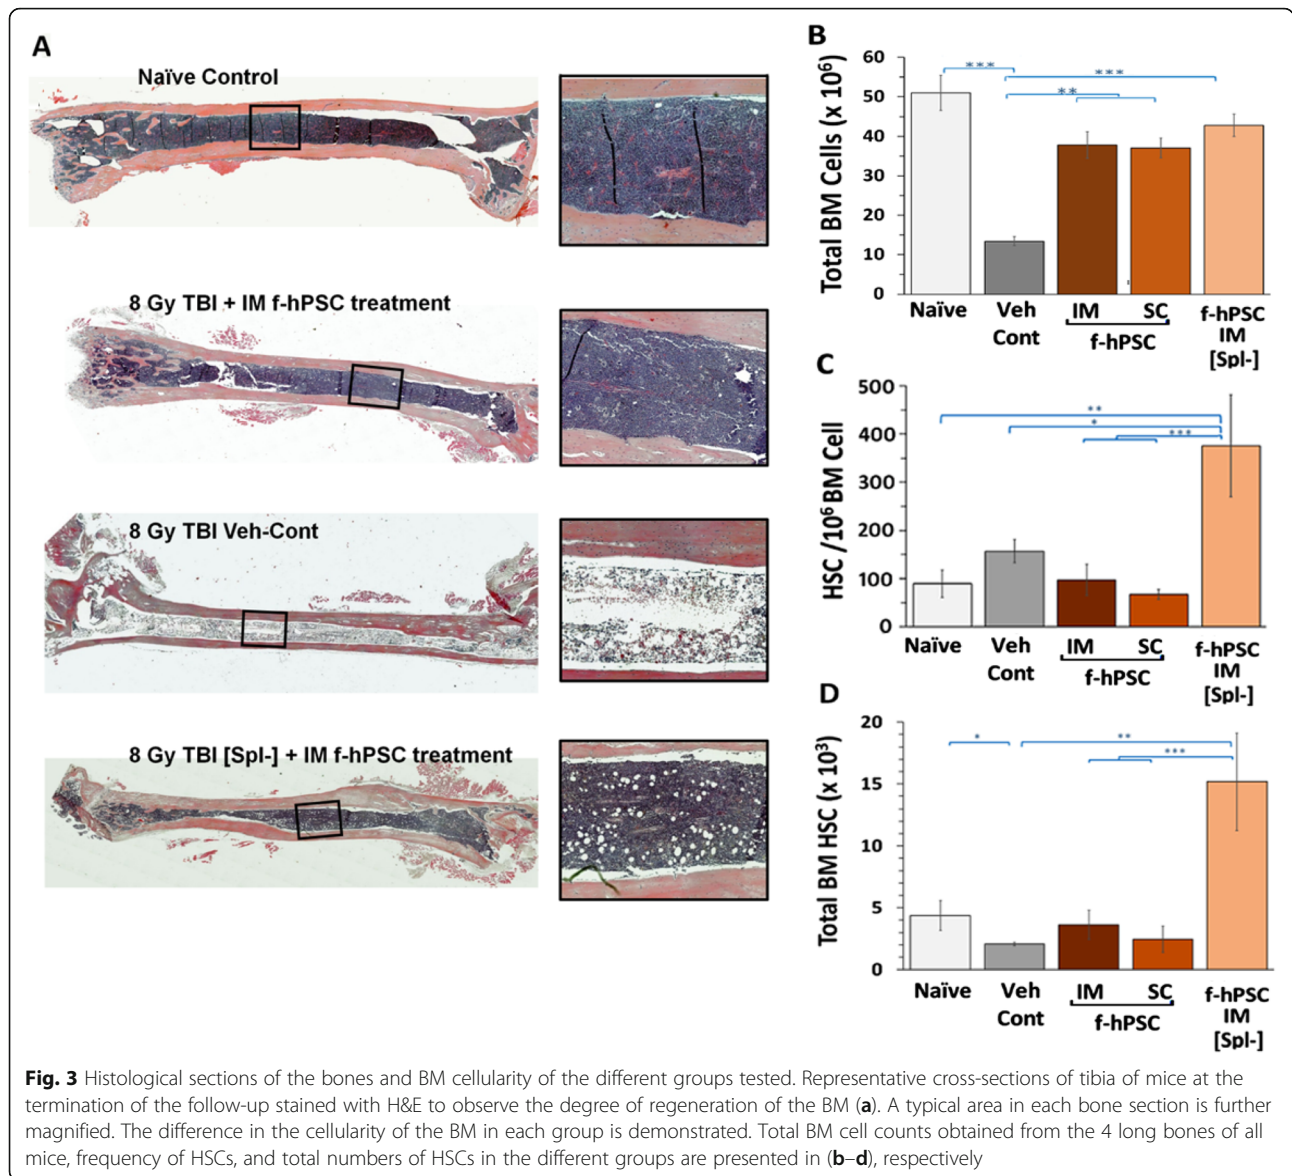 A
Naïve Control
8 Gy TBI + IM f-hPSC treatment
8 Gy TBI Veh-Cont
8 Gy TBI [Spl-] + IM f-hPSC treatment
B
Total BM Cells (x 10⁶)
60
50
40
30
20
10
0
***
***
**
Naïve
Veh
Cont
IM
SC
f-hPSC
f-hPSC
IM
[Spl-]
C
HSC /10⁶ BM Cell
500
400
300
200
100
0
**
*
***
Naïve
Veh
Cont
IM
SC
f-hPSC
f-hPSC
IM
[Spl-]
D
Total BM HSC (x 10³)
20
15
10
5
0
*
**
***
Naïve
Veh
Cont
IM
SC
f-hPSC
f-hPSC
IM
[Spl-]
Fig. 3 Histological sections of the bones and BM cellularity of the different groups tested. Representative cross-sections of tibia of mice at the
termination of the follow-up stained with H&E to observe the degree of regeneration of the BM (a). A typical area in each bone section is further
magnified. The difference in the cellularity of the BM in each group is demonstrated. Total BM cell counts obtained from the 4 long bones of all
mice, frequency of HSCs, and total numbers of HSCs in the different groups are presented in (b–d), respectively